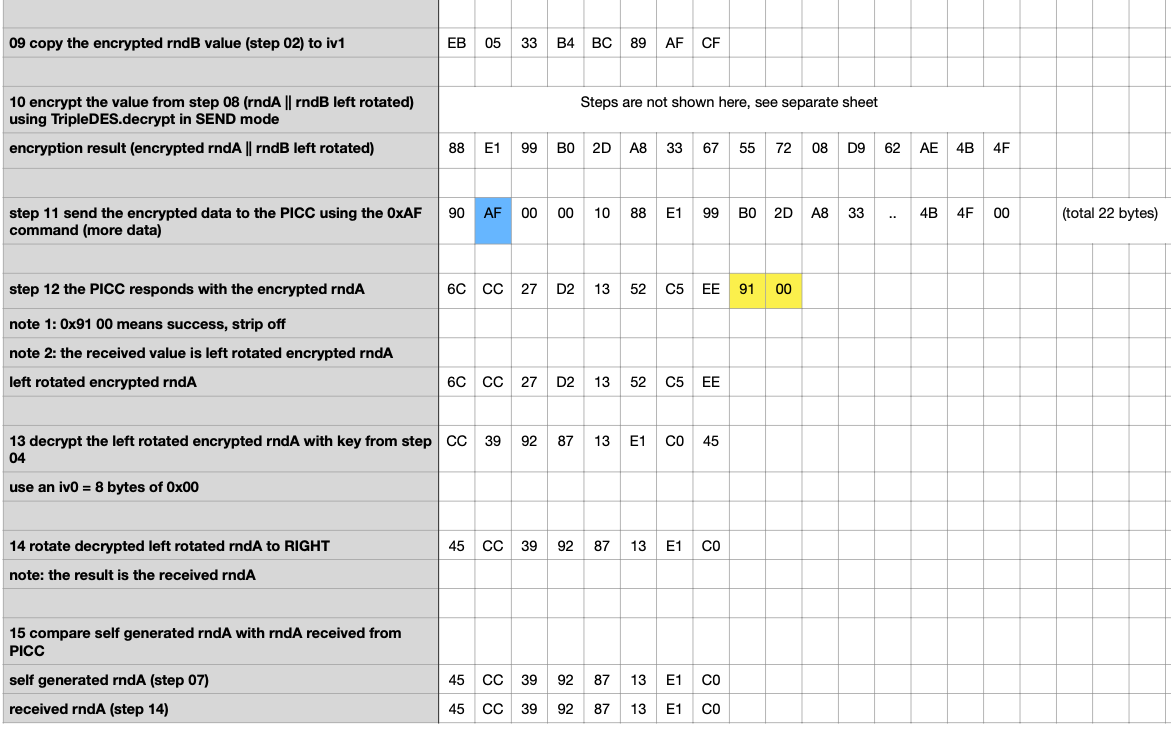 09 copy the encrypted rndB value (step 02) to iv1 EB 05 33 B4 BC 89 AF CF
10 encrypt the value from step 08 (rndA || rndB left rotated) Steps are not shown here, see separate sheet
using TripleDES.decrypt in SEND mode
encryption result (encrypted rndA || rndB left rotated) 88 E1 99 B0 2D A8 33 67 55 72 08 D9 62 AE 4B 4F
step 11 send the encrypted data to the PICC using the 0xAF 90 AF 00 00 10 88 E1 99 B0 2D A8 33 .. 4B 4F 00 (total 22 bytes)
command (more data)
step 12 the PICC responds with the encrypted rndA 6C CC 27 D2 13 52 C5 EE 91 00
note 1: 0x91 00 means success, strip off
note 2: the received value is left rotated encrypted rndA
left rotated encrypted rndA 6C CC 27 D2 13 52 C5 EE
13 decrypt the left rotated encrypted rndA with key from step CC 39 92 87 13 E1 C0 45
04
use an iv0 = 8 bytes of 0x00
14 rotate decrypted left rotated rndA to RIGHT 45 CC 39 92 87 13 E1 C0
note: the result is the received rndA
15 compare self generated rndA with rndA received from
PICC
self generated rndA (step 07) 45 CC 39 92 87 13 E1 C0
received rndA (step 14) 45 CC 39 92 87 13 E1 C0